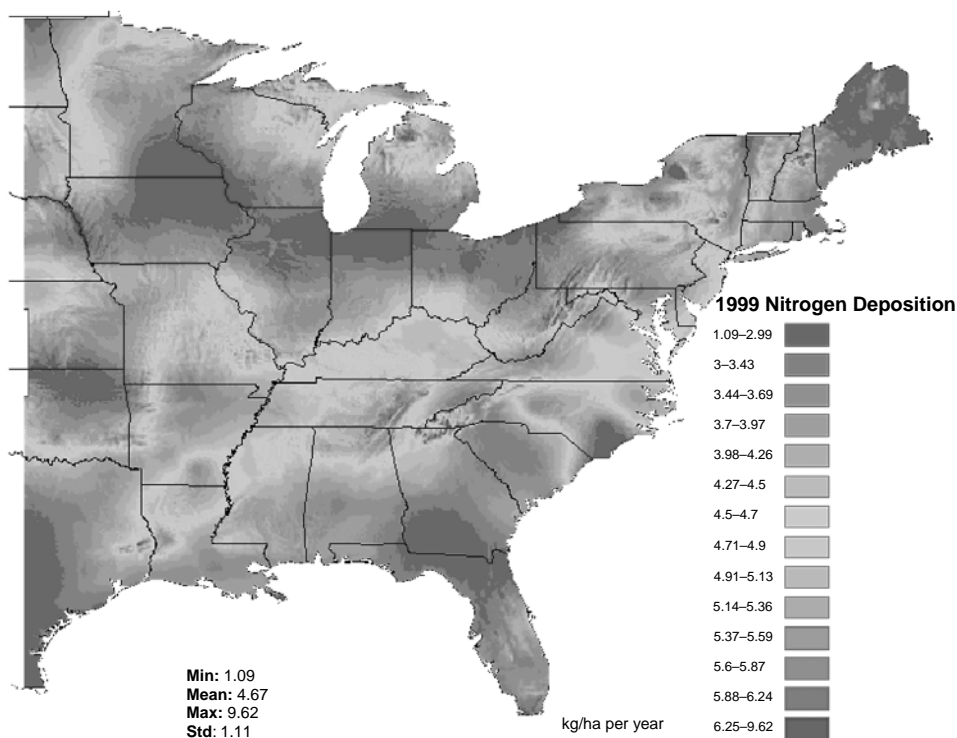 1999 Nitrogen Deposition
1.09–2.99
3–3.43
3.44–3.69
3.7–3.97
3.98–4.26
4.27–4.5
4.5–4.7
4.71–4.9
4.91–5.13
5.14–5.36
5.37–5.59
5.6–5.87
5.88–6.24
6.25–9.62
Min: 1.09
Mean: 4.67
Max: 9.62
Std: 1.11
kg/ha per year